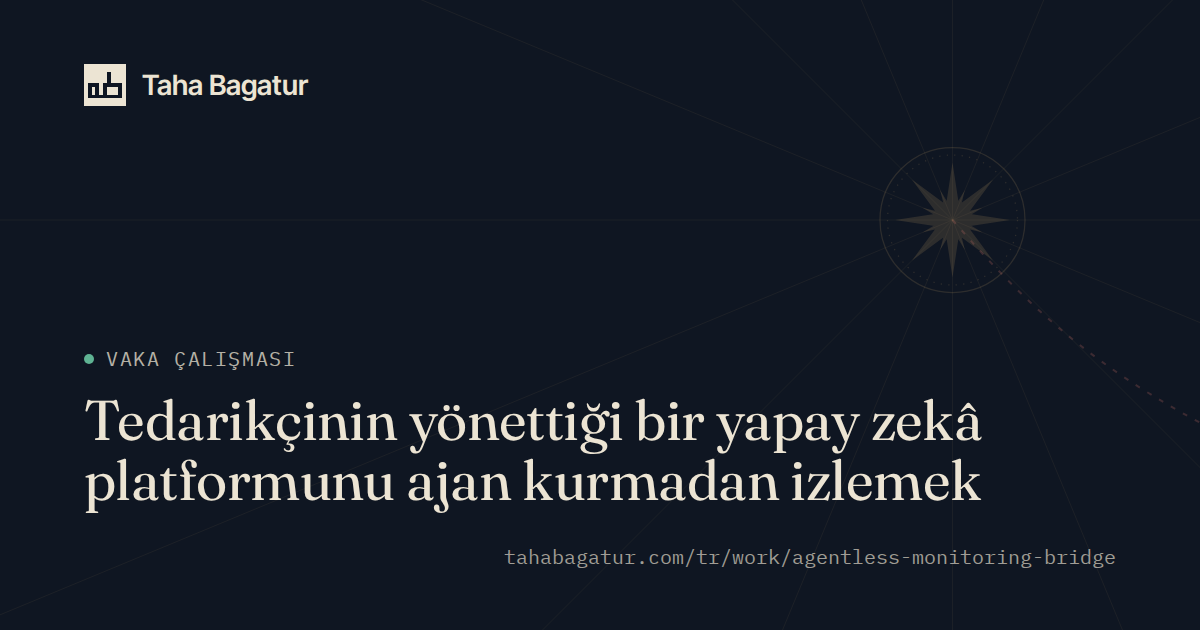 Taha Bagatur
VAKA ÇALIŞMASI
Tedarikçinin yönettiği bir yapay zekâ
platformunu ajan kurmadan izlemek
tahabagatur.com/tr/work/agentless-monitoring-bridge